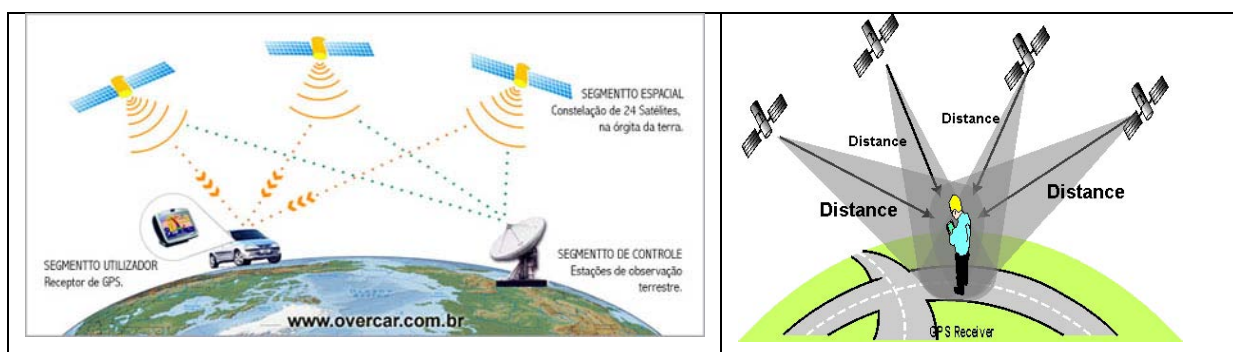 SEGMENTTO ESPACIAL
Constelação de 24 Satélites,
na órgita da terra.
SEGMENTTO UTILIZADOR
Receptor de GPS.
SEGMENTTO DE CONTROLE
Estações de observação
terrestre.
www.overcar.com.br
Distance
Distance
Distance
Distance
GPS Receiver